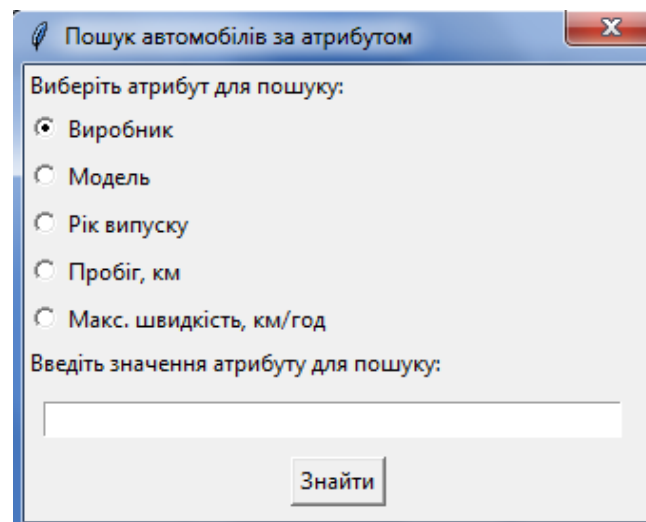 Пошук автомобілів за атрибутом
Виберіть атрибут для пошуку:
Виробник
Модель
Рік випуску
Пробіг, км
Макс. швидкість, км/год
Введіть значення атрибуту для пошуку:
Знайти